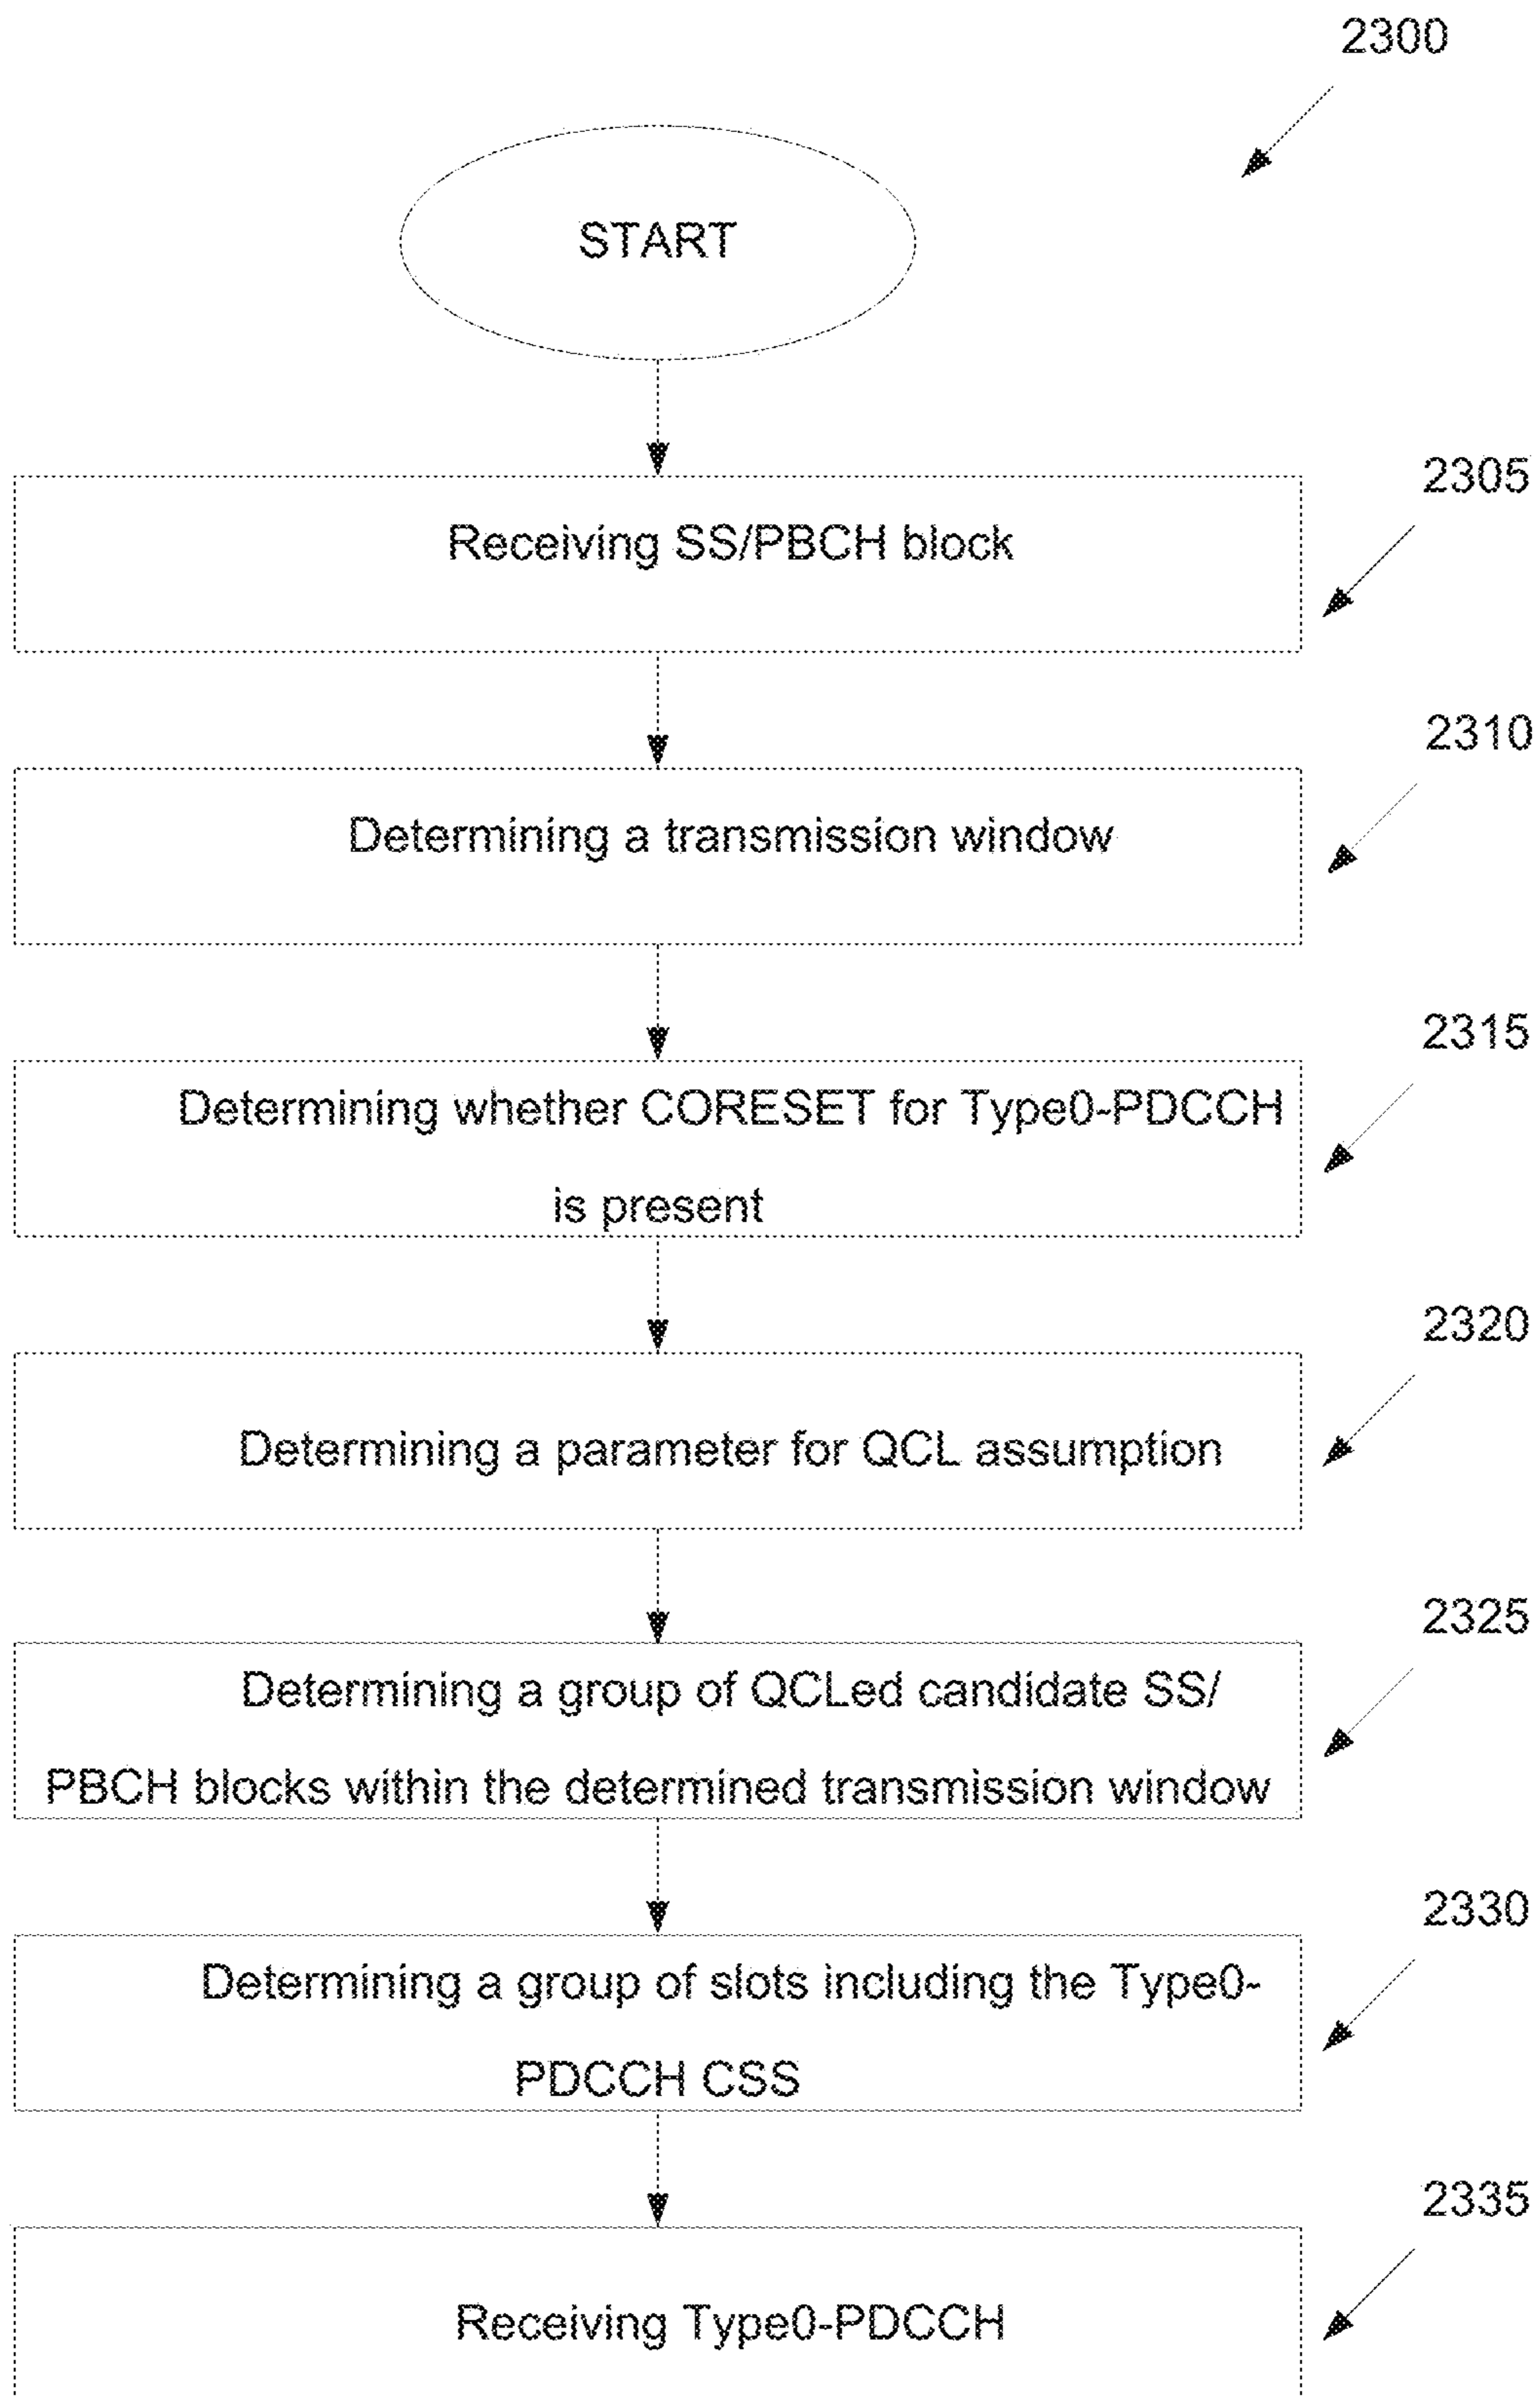 2300
START
2305
Receiving SS/PBCH block
2310
Determining a transmission window
2315
Determining whether CORESET for Type0-PDCCH
is present
2320
Determining a parameter for QCL assumption
2325
Determining a group of QCLed candidate SS/
PBCH blocks within the determined transmission window
2330
Determining a group of slots including the Type0-
PDCCH CSS
2335
Receiving Type0-PDCCH